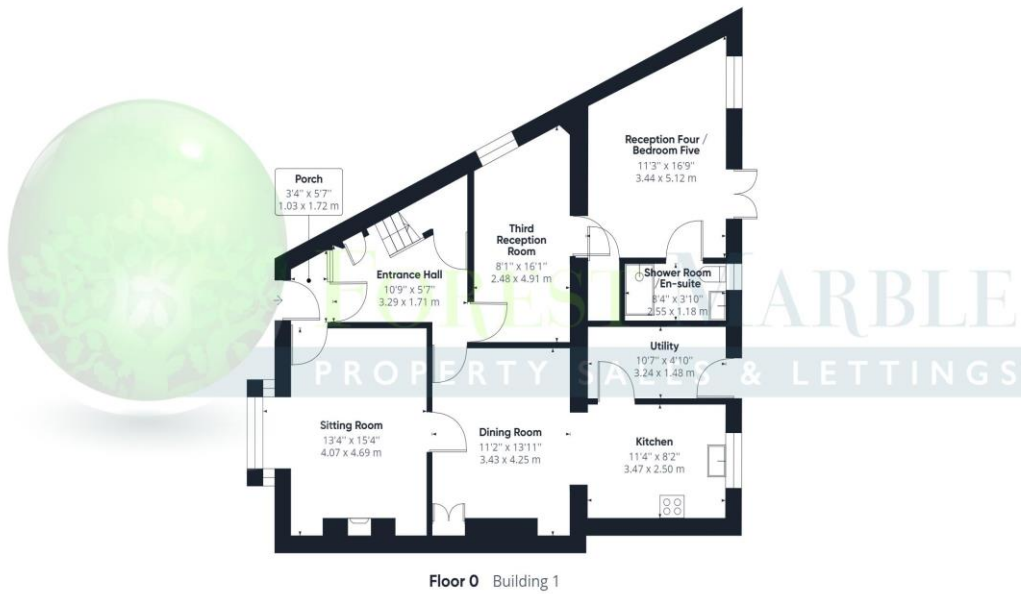 Reception Four /
Bedroom Five
11'3" x 16'9"
3.44 x 5.12 m
Porch
3'4" x 5'7"
1.03 x 1.72 m
Third
Reception
Room
8'1" x 16'1"
2.48 x 4.91 m
Entrance Hall
10'9" x 5'7"
3.29 x 1.71 m
Shower Room
/En-suite
8'4" x 3'10"
2.55 x 1.18 m
FOREST MARBLE
Utility
10'7" x 4'10"
3.24 x 1.48 m
PROPERTY SALES & LETTINGS
Sitting Room
13'4" x 15'4"
4.07 x 4.69 m
Dining Room
11'2" x 13'11"
3.43 x 4.25 m
Kitchen
11'4" x 8'2"
3.47 x 2.50 m
Floor 0 Building 1